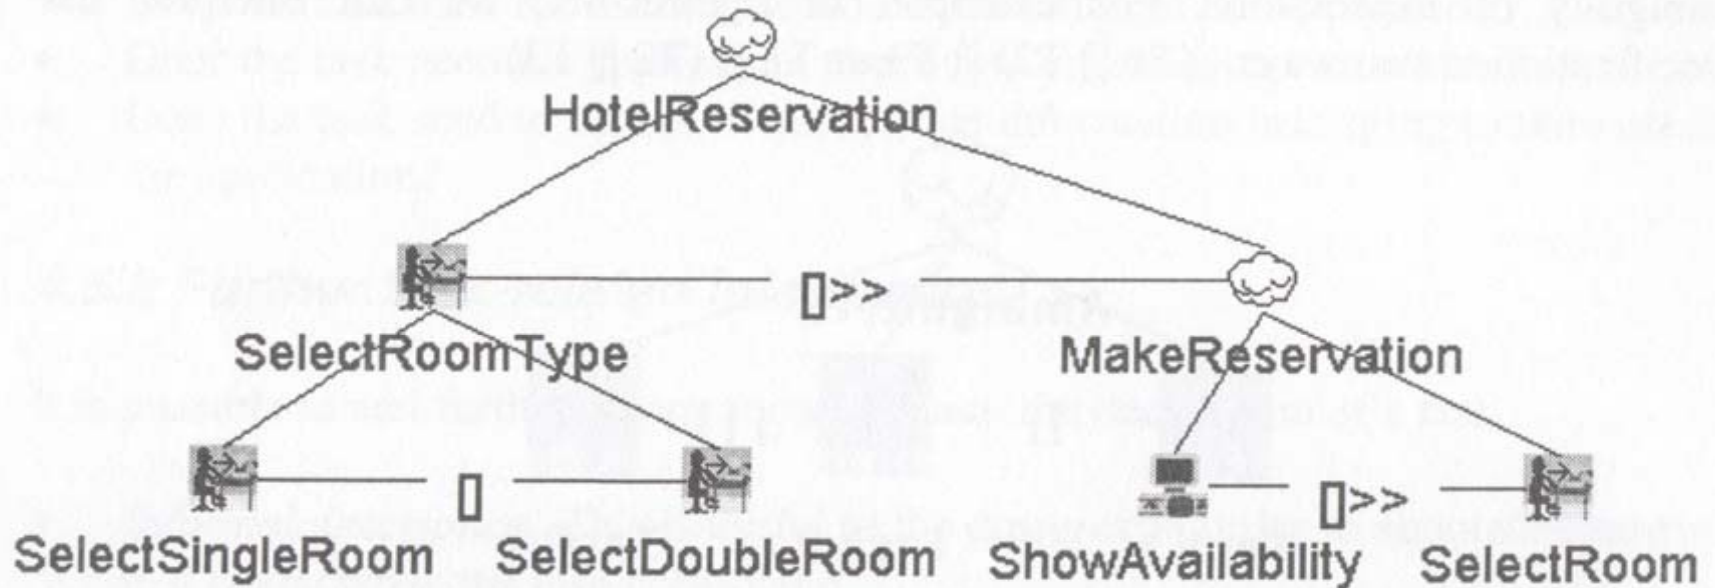 HotelReservation
[]>>
SelectRoomType
MakeReservation
[]
[]>>
SelectSingleRoom
SelectDoubleRoom
ShowAvailability
SelectRoom